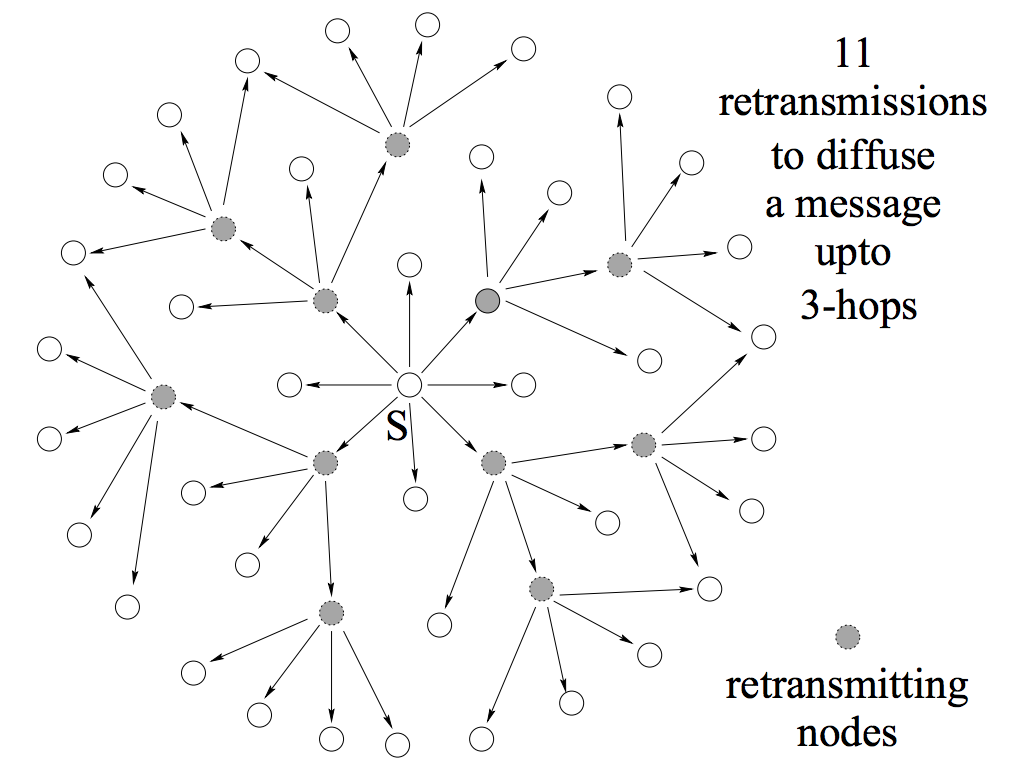 11
retransmissions
to diffuse
a message
upto
3-hops
S
retransmitting
nodes